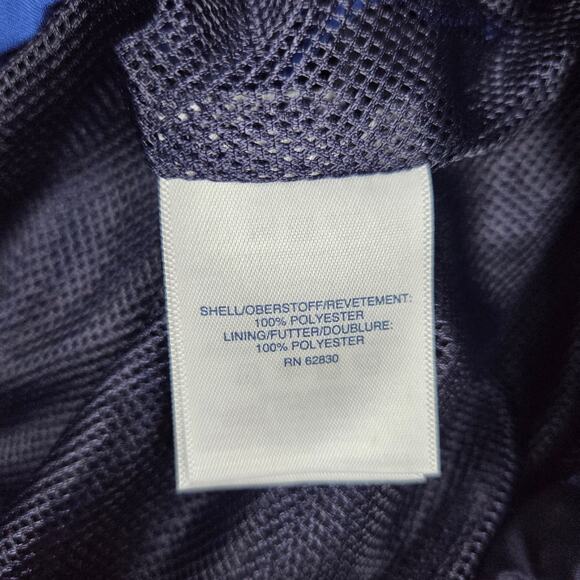 SHELL/OBERSTOFF/REVETEMENT:
100% POLYESTER
LINING/FUTTER/DOUBLURE:
100% POLYESTER
RN 62830